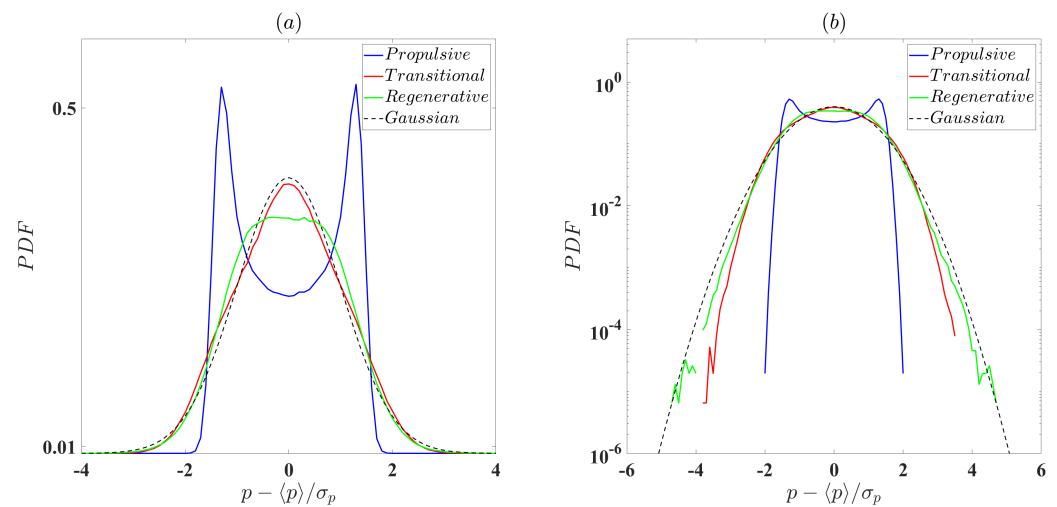 (a)
PDF
0.5
0.01
-4
-2
0
2
4
p − ⟨p⟩/σp
Propulsive
Transitional
Regenerative
Gaussian
(b)
PDF
10^0
10^-2
10^-4
10^-6
-6
-4
-2
0
2
4
6
p − ⟨p⟩/σp
Propulsive
Transitional
Regenerative
Gaussian